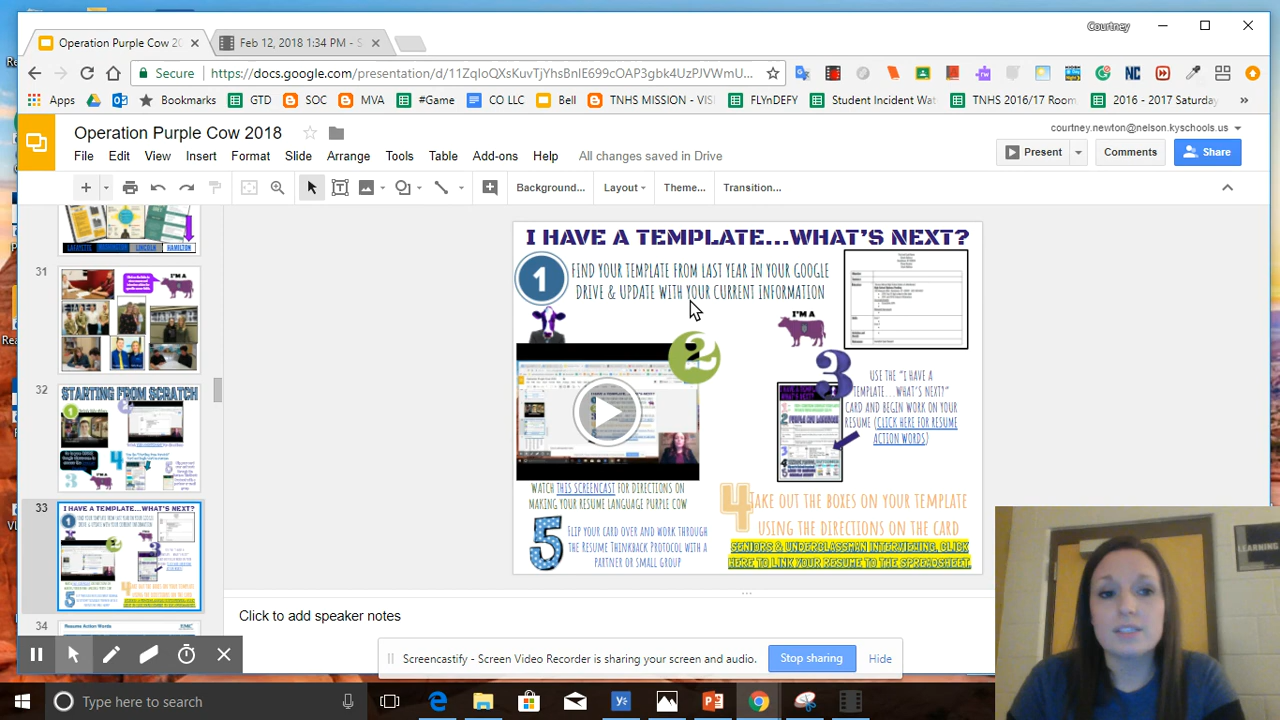 Courtney
Operation Purple Cow 20
Feb 12, 2018 1:34 PM - S
Secure
https://docs.google.com/presentation/d/11ZqIoQXsKuvTjYhsBnIE699cOAP3gbk4UzPJVWmU...
Apps
Bookmarks
GTD
SOC
MVA
#Game
CO LLC
Bell
TNHS MISSION - VISI
FLYnDEFY
Student Incident Wat
TNHS 2016/17 Room
2016 - 2017 Saturday
Operation Purple Cow 2018
courtney.newton@nelson.kyschools.us
File Edit View Insert Format Slide Arrange Tools Table Add-ons Help
All changes saved in Drive
Present
Comments
Share
Background...
Layout
Theme...
Transition...
LAFAYETTE
LINCOLN
HAMILTON
31
I'M A
32
STARTING FROM SCRATCH
33
I HAVE A TEMPLATE...WHAT'S NEXT?
34
Resume Action Words
I HAVE A TEMPLATE...WHAT'S NEXT?
1
FIND YOUR TEMPLATE FROM LAST YEAR IN YOUR GOOGLE
DRIVE & UPDATE WITH YOUR CURRENT INFORMATION
I'M A
2
WATCH THIS SCREENCAST FOR DIRECTIONS ON
MAKING YOUR RESUME LANGUAGE PURPLE COW
3
USE THE "I HAVE A
TEMPLATE...WHAT'S NEXT?"
CARD AND BEGIN WORK ON YOUR
RESUME (CLICK HERE FOR RESUME
ACTION WORDS)
4
TAKE OUT THE BOXES ON YOUR TEMPLATE
USING THE DIRECTIONS ON THE CARD
SENIORS & UNDERCLASSMAN INTERVIEWING, CLICK
HERE TO LINK YOUR RESUME TO THE SPREADSHEET.
5
FLIP YOUR CARD OVER AND WORK THROUGH
THE RESUME THINKBACK PROTOCOL WITH A
PARTNER OR SMALL GROUP
Click to add speaker notes
Screencastify - Screen Video Recorder is sharing your screen and audio.
Stop sharing
Hide
LEARNING
Type here to search